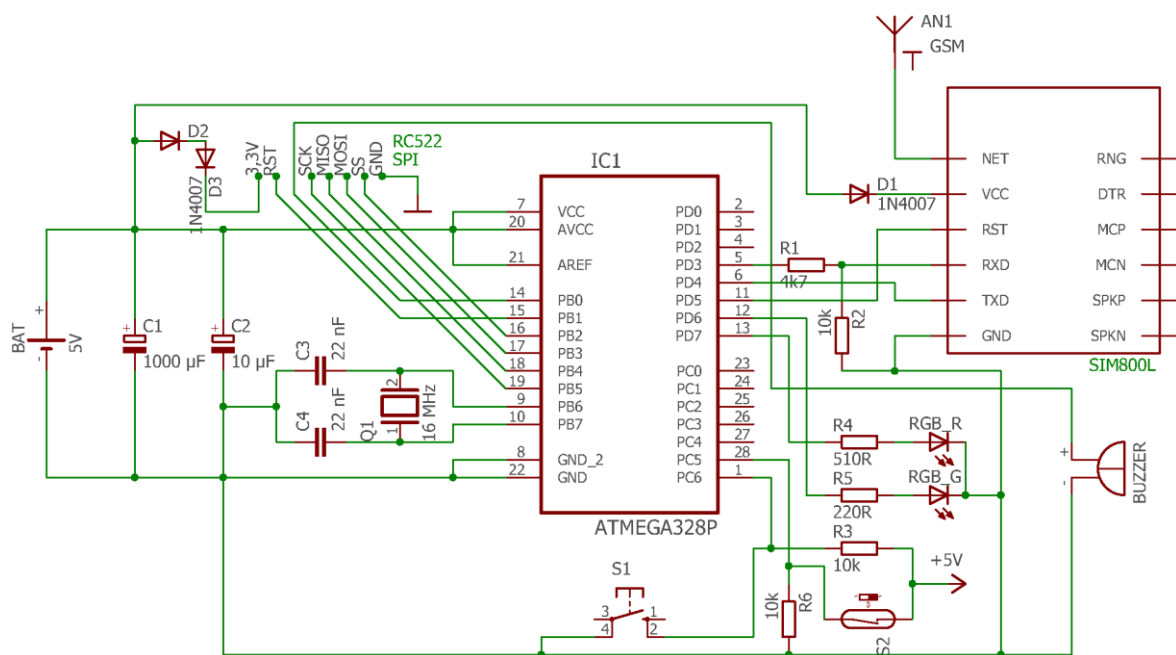 AN1
GSM
D2
D3
1N4007
3,3V
RST
SCK
MISO
MOSI
SS
GND
RC522
SPI
IC1
7 VCC
20 AVCC
21 AREF
14 PB0
15 PB1
16 PB2
17 PB3
18 PB4
19 PB5
9 PB6
10 PB7
8 GND_2
22 GND
PD0 2
PD1 3
PD2 4
PD3 5
PD4 6
PD5 11
PD6 12
PD7 13
PC0 23
PC1 24
PC2 25
PC3 26
PC4 27
PC5 28
PC6 1
ATMEGA328P
D1
1N4007
NET RNG
VCC DTR
RST MCP
RXD MCN
TXD SPKP
GND SPKN
SIM800L
R1
4k7
R2
10k
BAT
+
-
5V
+
C1
1000 µF
+
C2
10 µF
C3
22 nF
C4
22 nF
Q1
2
1
16 MHz
R4
510R
RGB_R
R5
220R
RGB_G
R3
10k
+5V
+
-
BUZZER
S1
3 1
4 2
10k
R6
S2